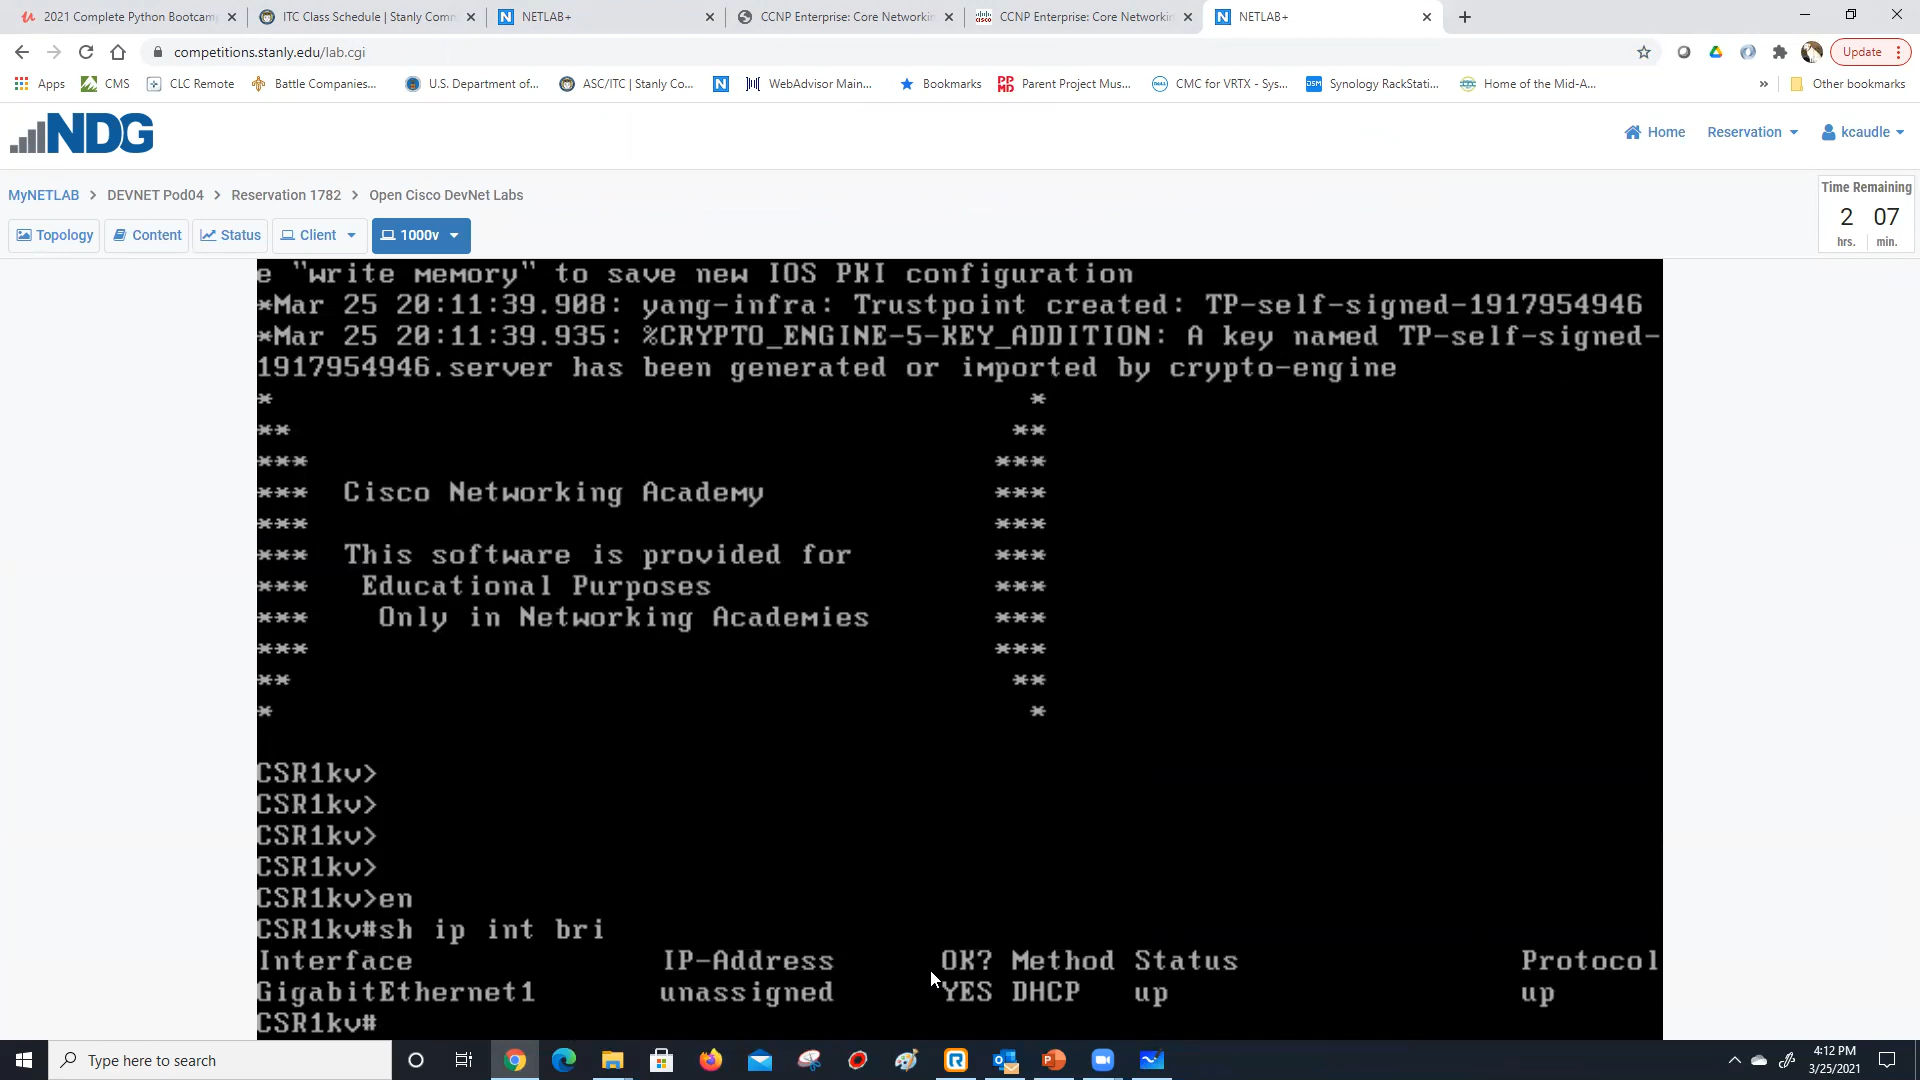 2021 Complete Python Bootcamp
ITC Class Schedule | Stanly Comm
NETLAB+
CCNP Enterprise: Core Networkin
CCNP Enterprise: Core Networkin
NETLAB+
competitions.stanly.edu/lab.cgi
Update
Apps
CMS
CLC Remote
Battle Companies...
U.S. Department of...
ASC/ITC | Stanly Co...
WebAdvisor Main...
Bookmarks
Parent Project Mus...
CMC for VRTX - Sys...
Synology RackStati...
Home of the Mid-A...
»
Other bookmarks
NDG
Home
Reservation
kcaudle
MyNETLAB > DEVNET Pod04 > Reservation 1782 > Open Cisco DevNet Labs
Time Remaining
2 07
hrs. min.
Topology
Content
Status
Client
1000v
e "write memory" to save new IOS PKI configuration
*Mar 25 20:11:39.908: yang-infra: Trustpoint created: TP-self-signed-1917954946
*Mar 25 20:11:39.935: %CRYPTO_ENGINE-5-KEY_ADDITION: A key named TP-self-signed-
1917954946.server has been generated or imported by crypto-engine
* *
** **
*** ***
*** Cisco Networking Academy ***
*** ***
*** This software is provided for ***
*** Educational Purposes ***
*** Only in Networking Academies ***
*** ***
** **
* *
CSR1kv>
CSR1kv>
CSR1kv>
CSR1kv>
CSR1kv>en
CSR1kv#sh ip int bri
Interface IP-Address OK? Method Status Protocol
GigabitEthernet1 unassigned YES DHCP up up
CSR1kv#
Type here to search
4:12 PM
3/25/2021